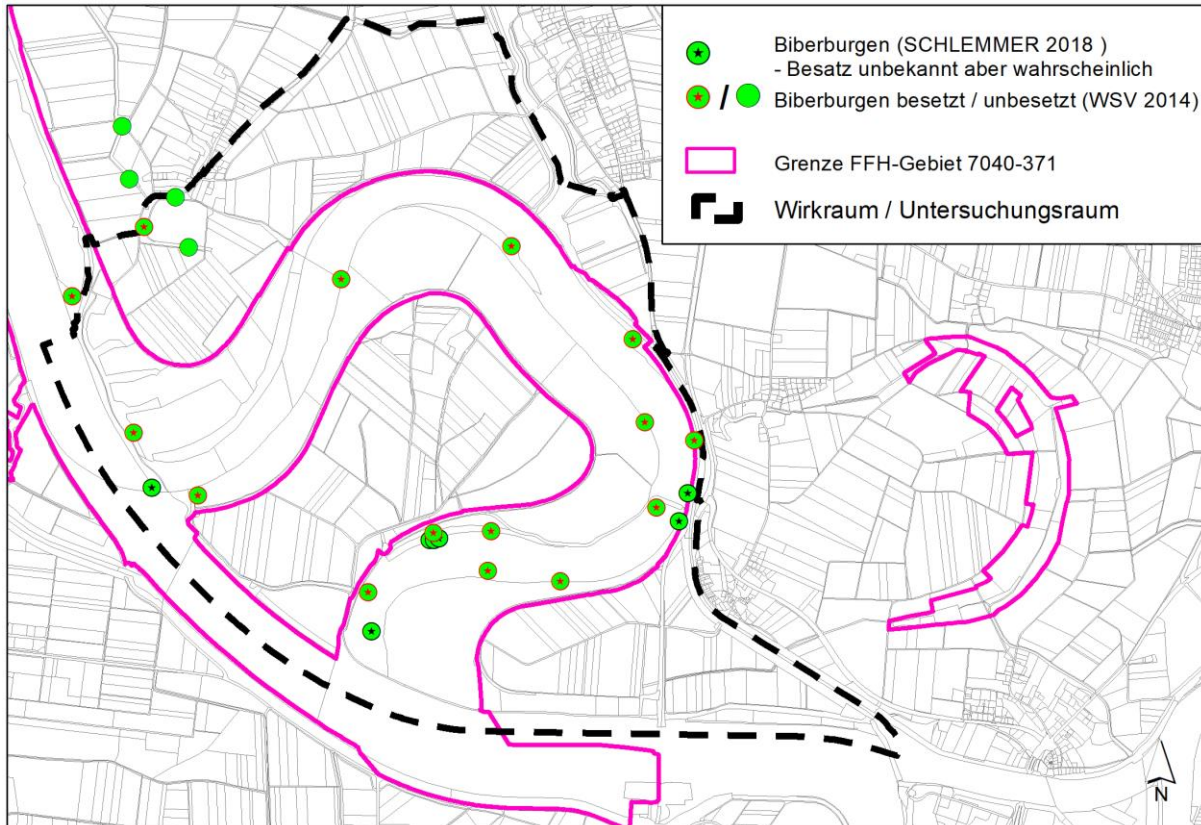 Biberburgen (SCHLEMMER 2018 )
- Besatz unbekannt aber wahrscheinlich
/ Biberburgen besetzt / unbesetzt (WSV 2014)
Grenze FFH-Gebiet 7040-371
Wirkraum / Untersuchungsraum
N